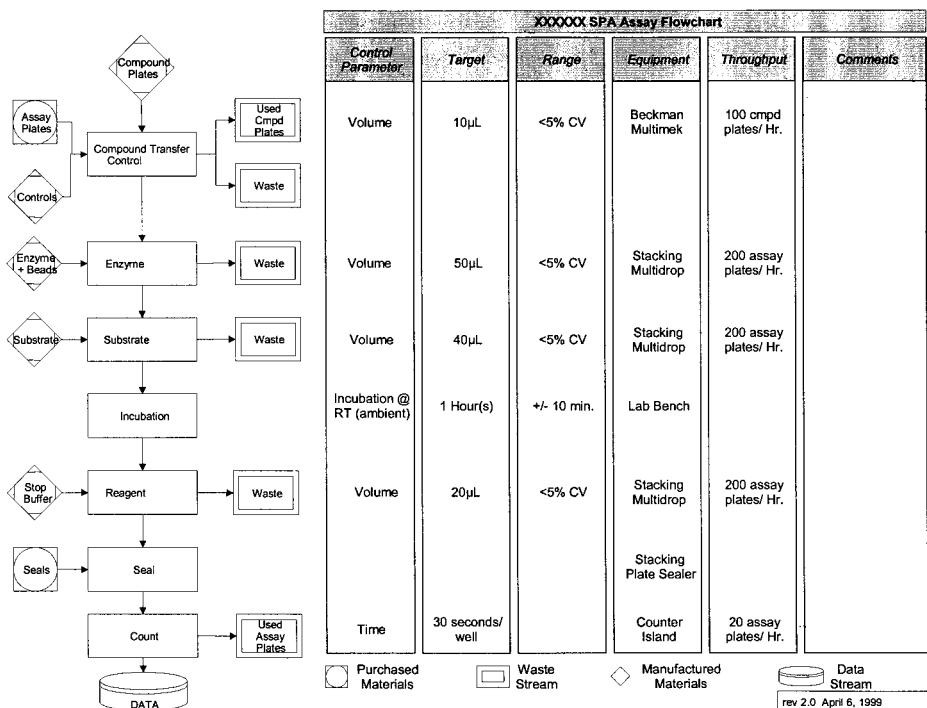 XXXXXX SPA Assay Flowchart
Control
Parameter
Target
Range
Equipment
Throughput
Comments
Compound
Plates
Assay
Plates
Controls
Compound Transfer
Control
Used
Cmpd
Plates
Waste
Volume
10µL
<5% CV
Beckman
Multimek
100 cmpd
plates/ Hr.
Enzyme
+ Beads
Enzyme
Waste
Volume
50µL
<5% CV
Stacking
Multidrop
200 assay
plates/ Hr.
Substrate
Substrate
Waste
Volume
40µL
<5% CV
Stacking
Multidrop
200 assay
plates/ Hr.
Incubation
Incubation @
RT (ambient)
1 Hour(s)
+/- 10 min.
Lab Bench
Stop
Buffer
Reagent
Waste
Volume
20µL
<5% CV
Stacking
Multidrop
200 assay
plates/ Hr.
Seals
Seal
Stacking
Plate Sealer
Count
Used
Assay
Plates
Time
30 seconds/
well
Counter
Island
20 assay
plates/ Hr.
DATA
Purchased
Materials
Waste
Stream
Manufactured
Materials
Data
Stream
rev 2.0 April 6, 1999